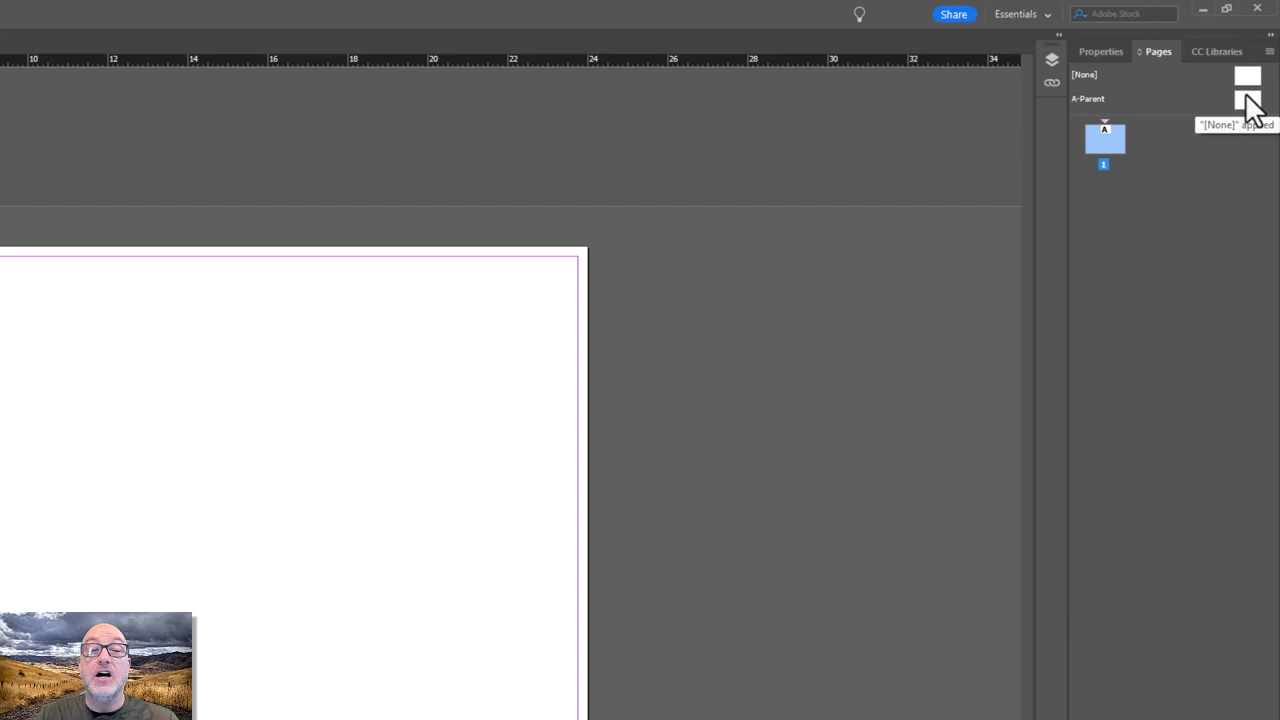 Share
Essentials
Adobe Stock
10 12 14 16 18 20 22 24 26 28 30 32 34
Properties
Pages
CC Libraries
[None]
A-Parent
"[None]" applied
A
1